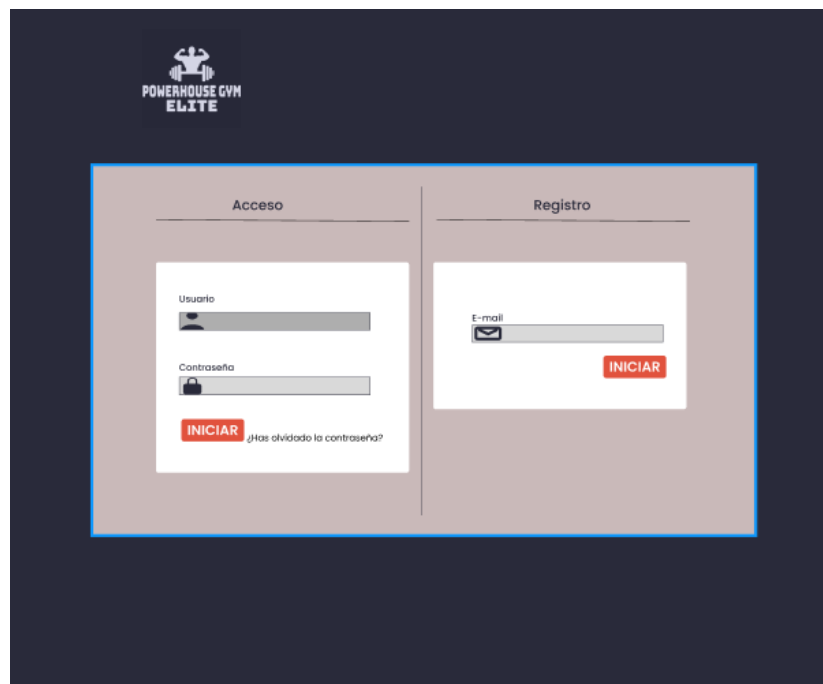 POWERHOUSE GYM
ELITE
Acceso
Usuario
Contraseña
INICIAR
¿Has olvidado la contraseña?
Registro
E-mail
INICIAR